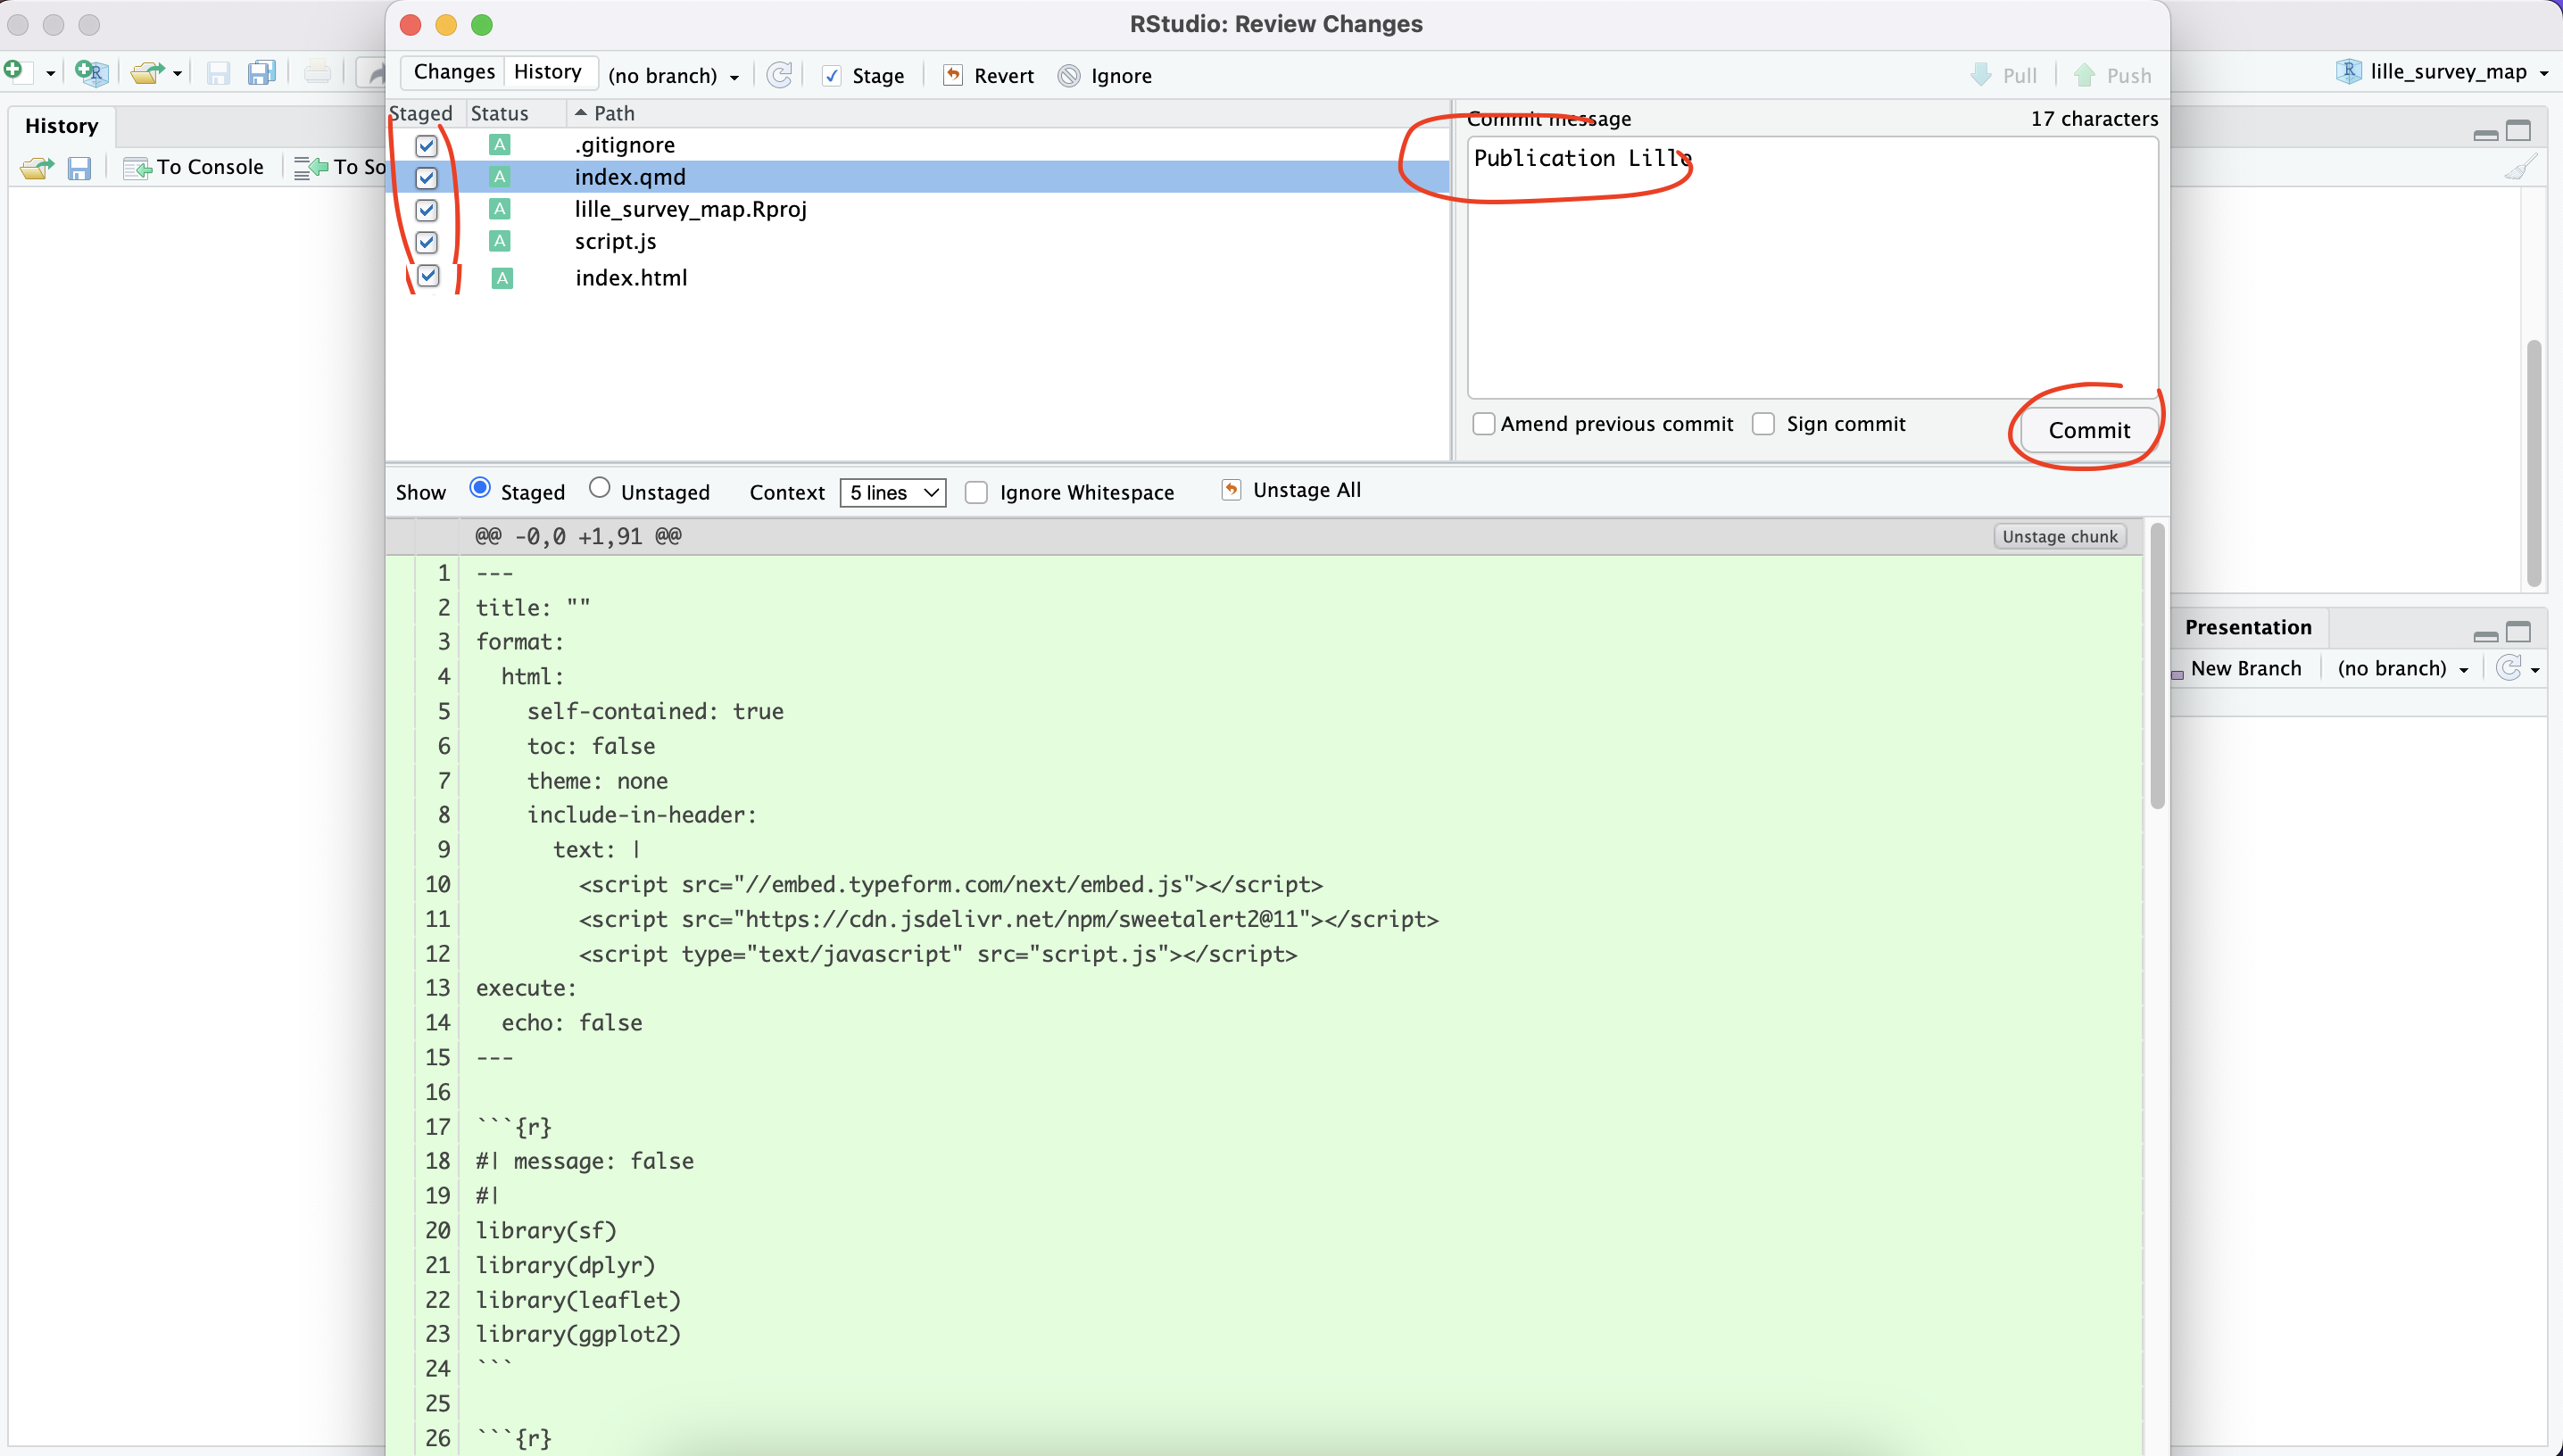 RStudio: Review Changes
Changes History (no branch) Stage Revert Ignore Pull Push
lille_survey_map
History
To Console To So
Staged Status Path
.gitignore
A
index.qmd
A
lille_survey_map.Rproj
A
script.js
A
index.html
A
Commit message 17 characters
Publication Lille
Amend previous commit Sign commit Commit
Show Staged Unstaged Context 5 lines Ignore Whitespace Unstage All
@@ -0,0 +1,91 @@ Unstage chunk
1 ---
2 title: ""
3 format:
4 html:
5 self-contained: true
6 toc: false
7 theme: none
8 include-in-header:
9 text: |
10 <script src="//embed.typeform.com/next/embed.js"></script>
11 <script src="https://cdn.jsdelivr.net/npm/sweetalert2@11"></script>
12 <script type="text/javascript" src="script.js"></script>
13 execute:
14 echo: false
15 ---
16
17 ```{r}
18 #| message: false
19 #|
20 library(sf)
21 library(dplyr)
22 library(leaflet)
23 library(ggplot2)
24 ```
25
26 ```{r}
Presentation
New Branch (no branch)